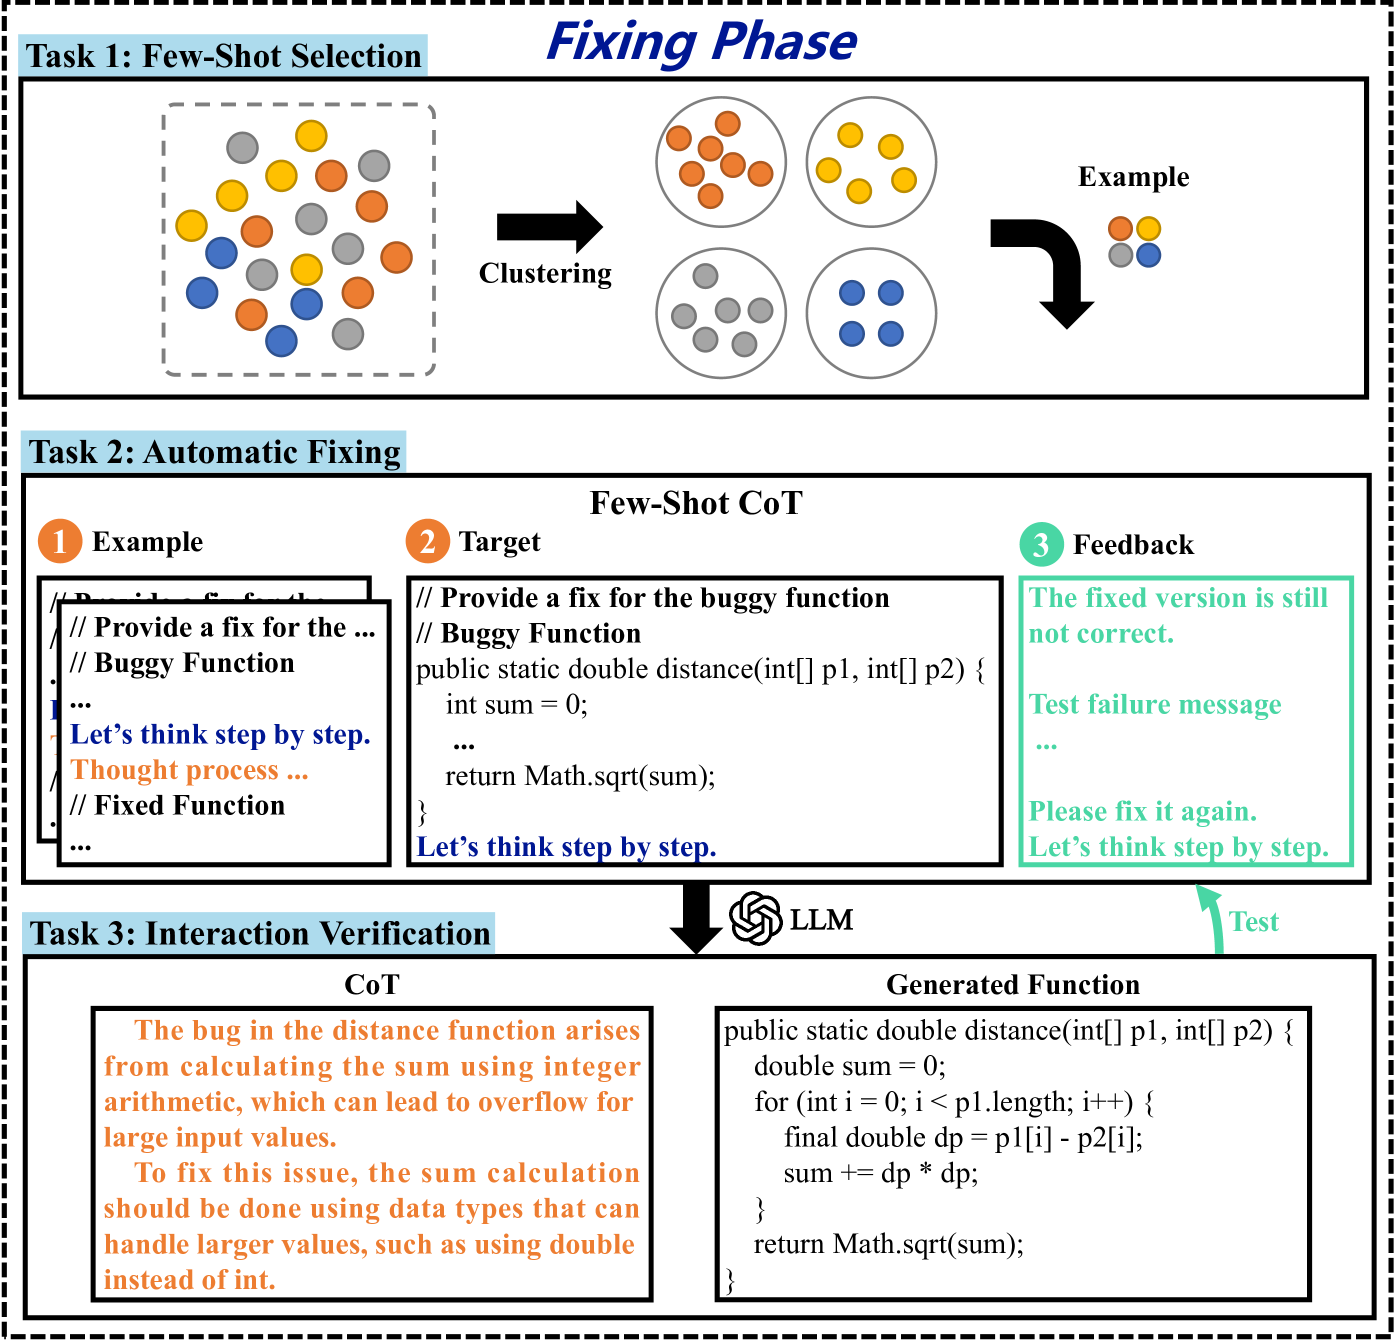 Fixing Phase
Task 1: Few-Shot Selection
Clustering
Example
Task 2: Automatic Fixing
Few-Shot CoT
1 Example
// Provide a fix for the ...
// Buggy Function
...
Let’s think step by step.
Thought process ...
// Fixed Function
...
2 Target
// Provide a fix for the buggy function
// Buggy Function
public static double distance(int[] p1, int[] p2) {
int sum = 0;
...
return Math.sqrt(sum);
}
Let’s think step by step.
3 Feedback
The fixed version is still
not correct.
Test failure message
...
Please fix it again.
Let’s think step by step.
LLM
Test
Task 3: Interaction Verification
CoT
The bug in the distance function arises
from calculating the sum using integer
arithmetic, which can lead to overflow for
large input values.
To fix this issue, the sum calculation
should be done using data types that can
handle larger values, such as using double
instead of int.
Generated Function
public static double distance(int[] p1, int[] p2) {
double sum = 0;
for (int i = 0; i < p1.length; i++) {
final double dp = p1[i] - p2[i];
sum += dp * dp;
}
return Math.sqrt(sum);
}